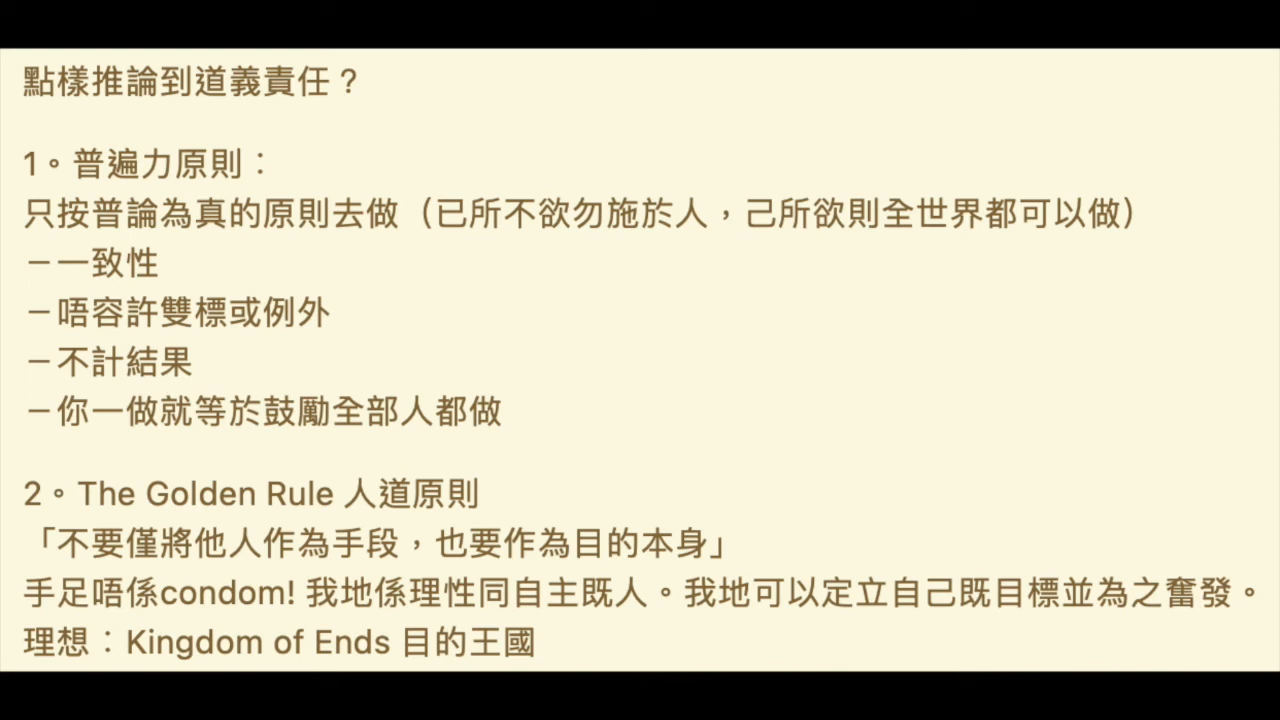 點樣推論到道義責任？
1。普遍力原則：
只按普論為真的原則去做（已所不欲勿施於人，己所欲則全世界都可以做）
－一致性
－唔容許雙標或例外
－不計結果
－你一做就等於鼓勵全部人都做
2。The Golden Rule 人道原則
「不要僅將他人作為手段，也要作為目的本身」
手足唔係condom! 我地係理性同自主既人。我地可以定立自己既目標並為之奮發。
理想：Kingdom of Ends 目的王國